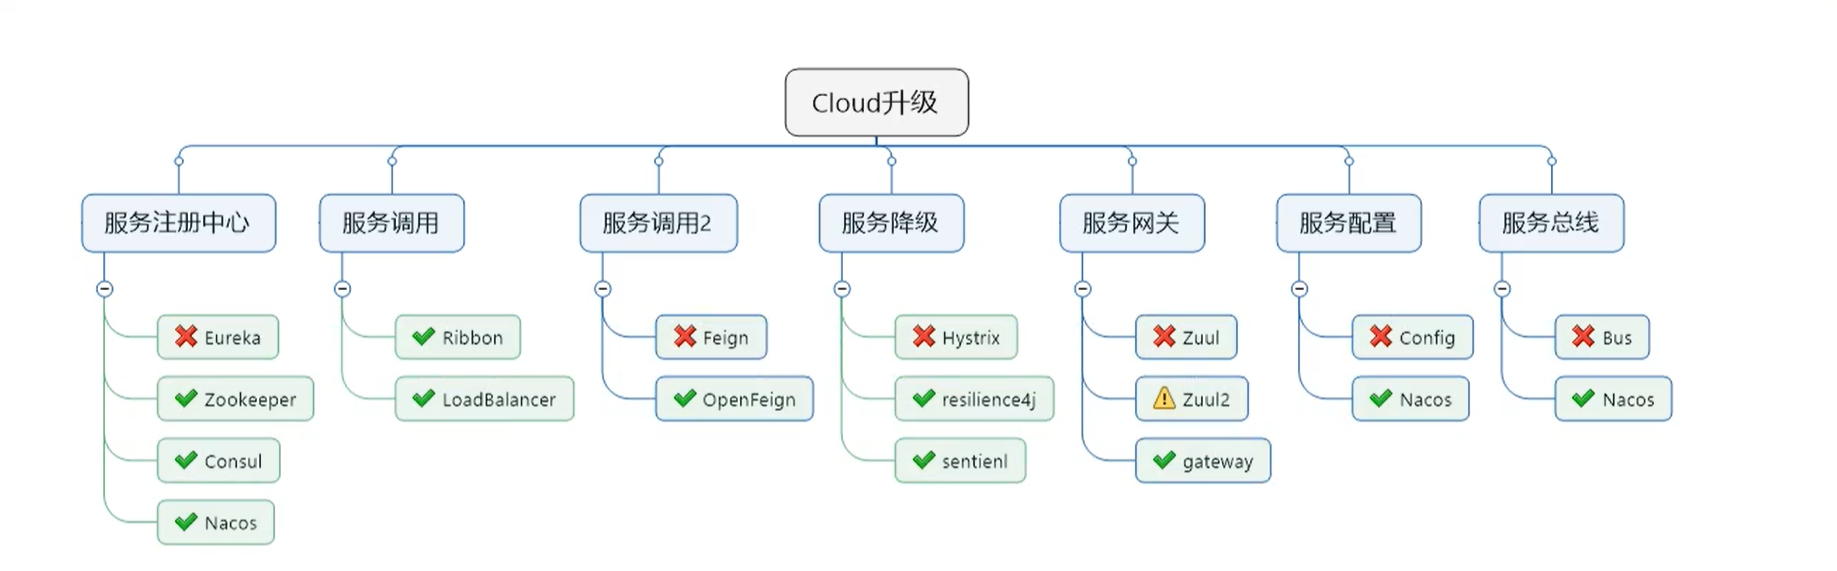 Cloud升级
服务注册中心
服务调用
服务调用2
服务降级
服务网关
服务配置
服务总线
Eureka
Zookeeper
Consul
Nacos
Ribbon
LoadBalancer
Feign
OpenFeign
Hystrix
resilience4j
sentienl
Zuul
Zuul2
gateway
Config
Nacos
Bus
Nacos